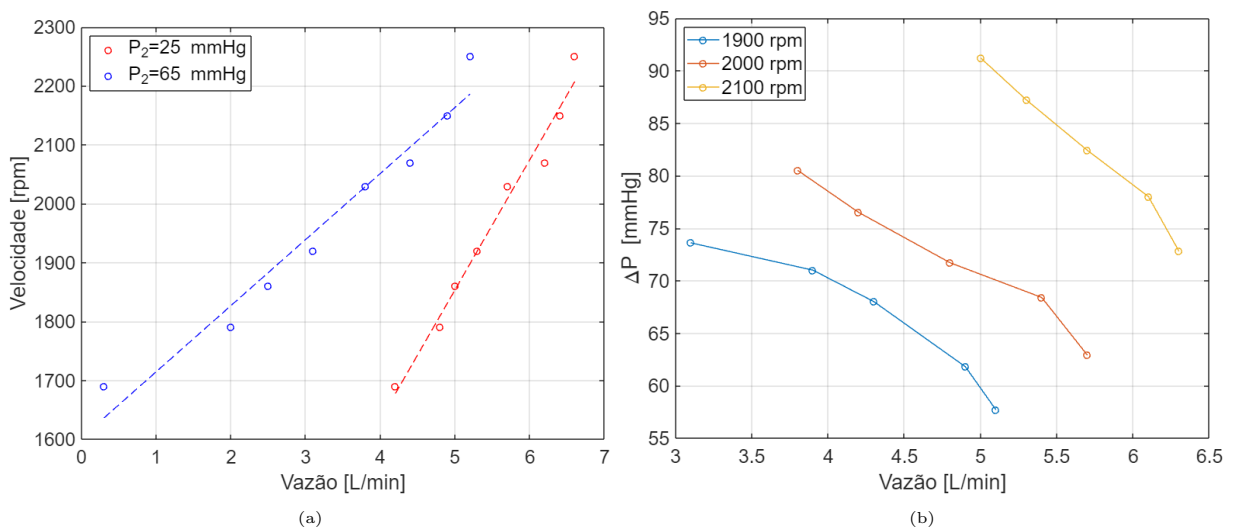 2300
2200
2100
2000
1900
1800
1700
1600
Velocidade [rpm]
P₂=25 mmHg
P₂=65 mmHg
0 1 2 3 4 5 6 7
Vazão [L/min]
(a)
95
90
85
80
75
70
65
60
55
ΔP [mmHg]
1900 rpm
2000 rpm
2100 rpm
3 3.5 4 4.5 5 5.5 6 6.5
Vazão [L/min]
(b)